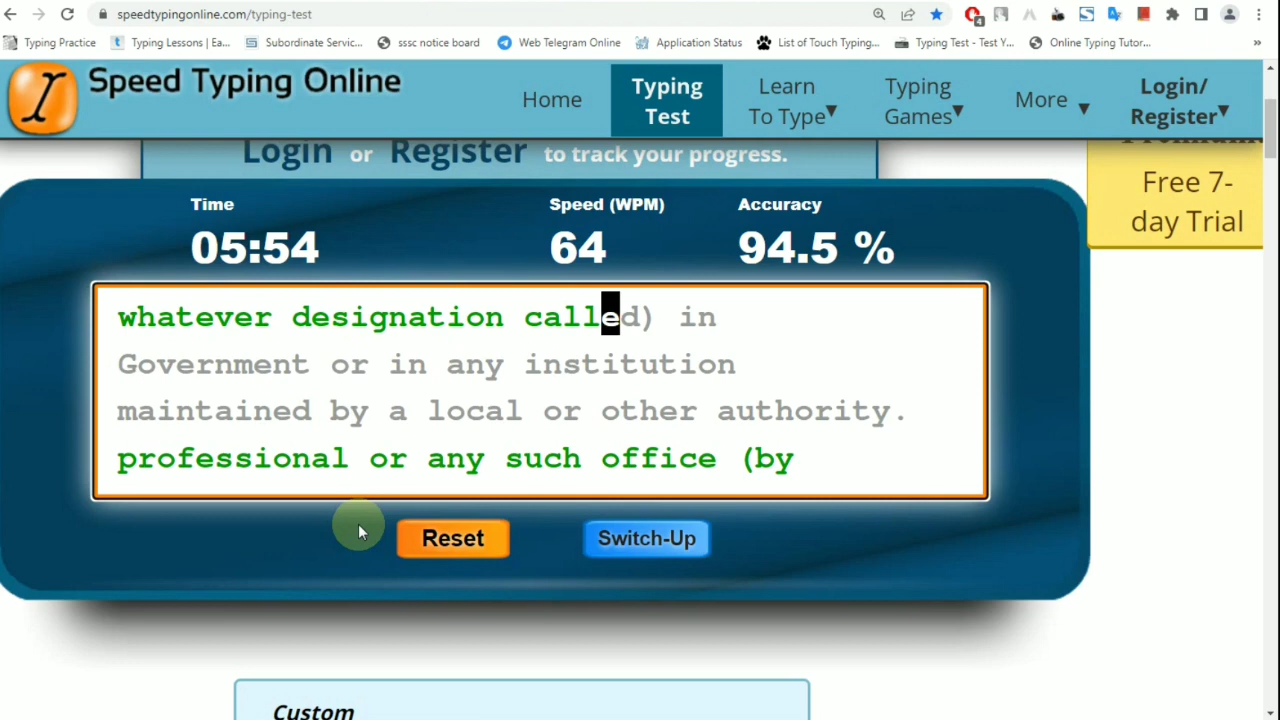 speedtypingonline.com/typing-test
4
Typing Practice
Typing Lessons | Ea...
Subordinate Servic...
sssc notice board
Web Telegram Online
Application Status
List of Touch Typing...
Typing Test - Test Y...
Online Typing Tutor...
»
Speed Typing Online
Home
Typing
Test
Learn
To Type
Typing
Games
More
Login/
Register
Login or Register to track your progress.
Free 7-
day Trial
Time
Speed (WPM)
Accuracy
05:54
64
94.5 %
whatever designation called) in
Government or in any institution
maintained by a local or other authority.
professional or any such office (by
Reset
Switch-Up
Custom